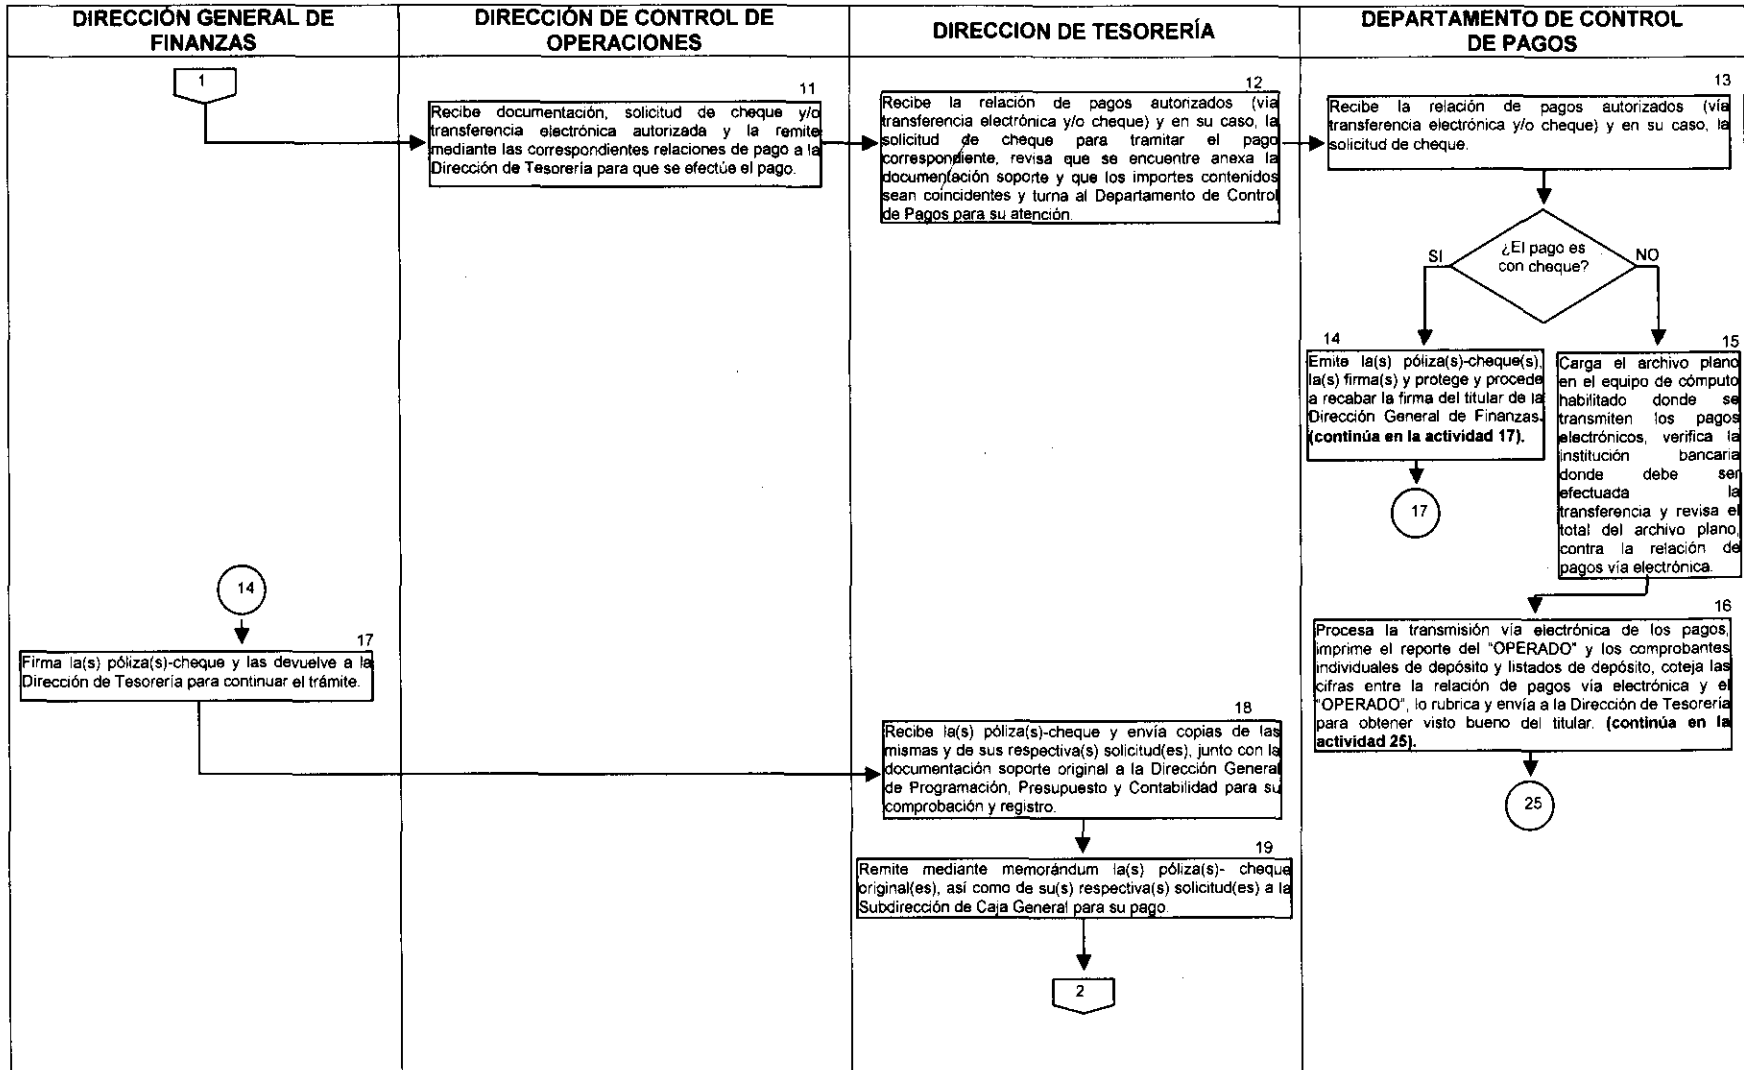 DIRECCIÓN GENERAL DE
FINANZAS
DIRECCIÓN DE CONTROL DE
OPERACIONES
DIRECCION DE TESORERÍA
DEPARTAMENTO DE CONTROL
DE PAGOS
1
11
Recibe documentación, solicitud de cheque y/o
transferencia electrónica autorizada y la remite
mediante las correspondientes relaciones de pago a la
Dirección de Tesorería para que se efectúe el pago.
12
Recibe la relación de pagos autorizados (vía
transferencia electrónica y/o cheque) y en su caso, la
solicitud de cheque para tramitar el pago
correspondiente, revisa que se encuentre anexa la
documentación soporte y que los importes contenidos
sean coincidentes y turna al Departamento de Control
de Pagos para su atención.
13
Recibe la relación de pagos autorizados (vía
transferencia electrónica y/o cheque) y en su caso, la
solicitud de cheque.
¿El pago es
con cheque?
SI
NO
14
Emite la(s) póliza(s)-cheque(s),
la(s) firma(s) y protege y procede
a recabar la firma del titular de la
Dirección General de Finanzas.
(continúa en la actividad 17).
17
15
Carga el archivo plano
en el equipo de cómputo
habilitado donde se
transmiten los pagos
electrónicos, verifica la
institución bancaria
donde debe ser
efectuada la
transferencia y revisa el
total del archivo plano,
contra la relación de
pagos vía electrónica.
16
Procesa la transmisión vía electrónica de los pagos,
imprime el reporte del "OPERADO" y los comprobantes
individuales de depósito y listados de depósito, coteja las
cifras entre la relación de pagos vía electrónica y el
"OPERADO", lo rubrica y envía a la Dirección de Tesorería
para obtener visto bueno del titular. (continúa en la
actividad 25).
25
14
17
Firma la(s) póliza(s)-cheque y las devuelve a la
Dirección de Tesorería para continuar el trámite.
18
Recibe la(s) póliza(s)-cheque y envía copias de las
mismas y de sus respectiva(s) solicitud(es), junto con la
documentación soporte original a la Dirección General
de Programación, Presupuesto y Contabilidad para su
comprobación y registro.
19
Remite mediante memorándum la(s) póliza(s)- cheque
original(es), así como de su(s) respectiva(s) solicitud(es) a la
Subdirección de Caja General para su pago.
2